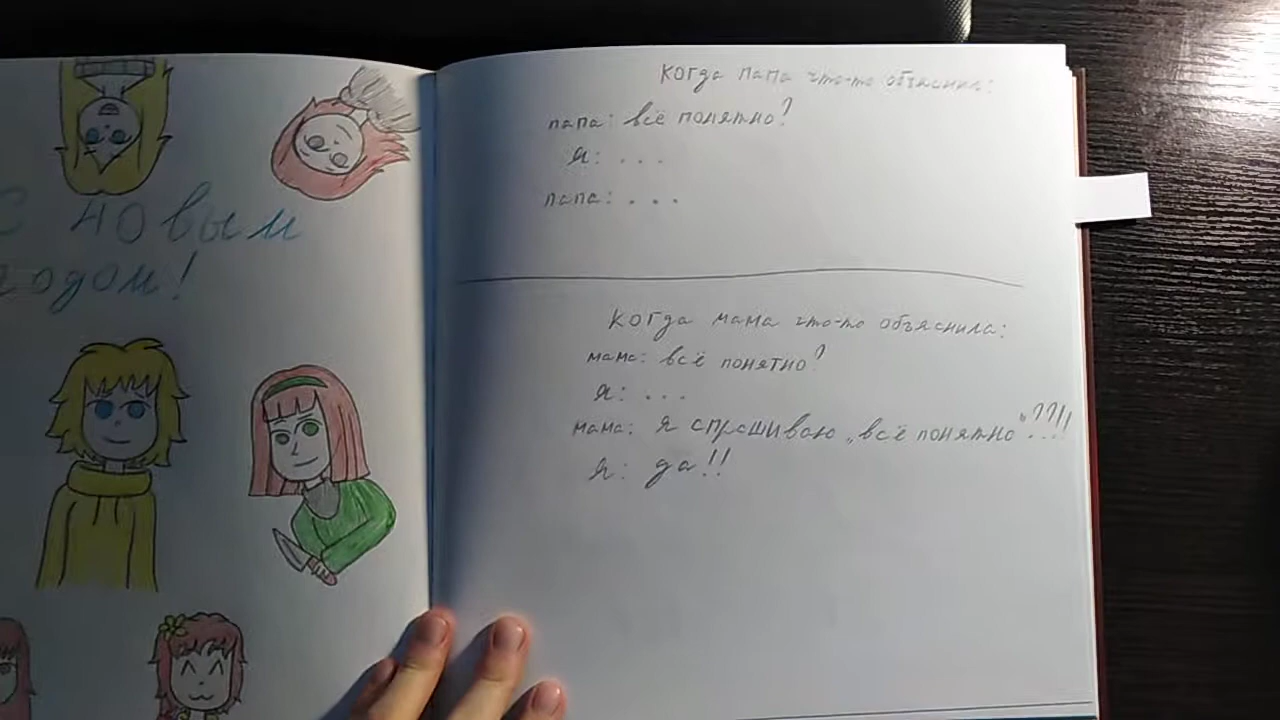 С новым
годом!
Когда папа что-то объяснил:
папа: всё понятно?
Я: . . .
папа: . . .
Когда мама что-то объяснила:
мама: всё понятно?
Я: . . .
мама: я спрашиваю „всё понятно"??!!
Я: да!!